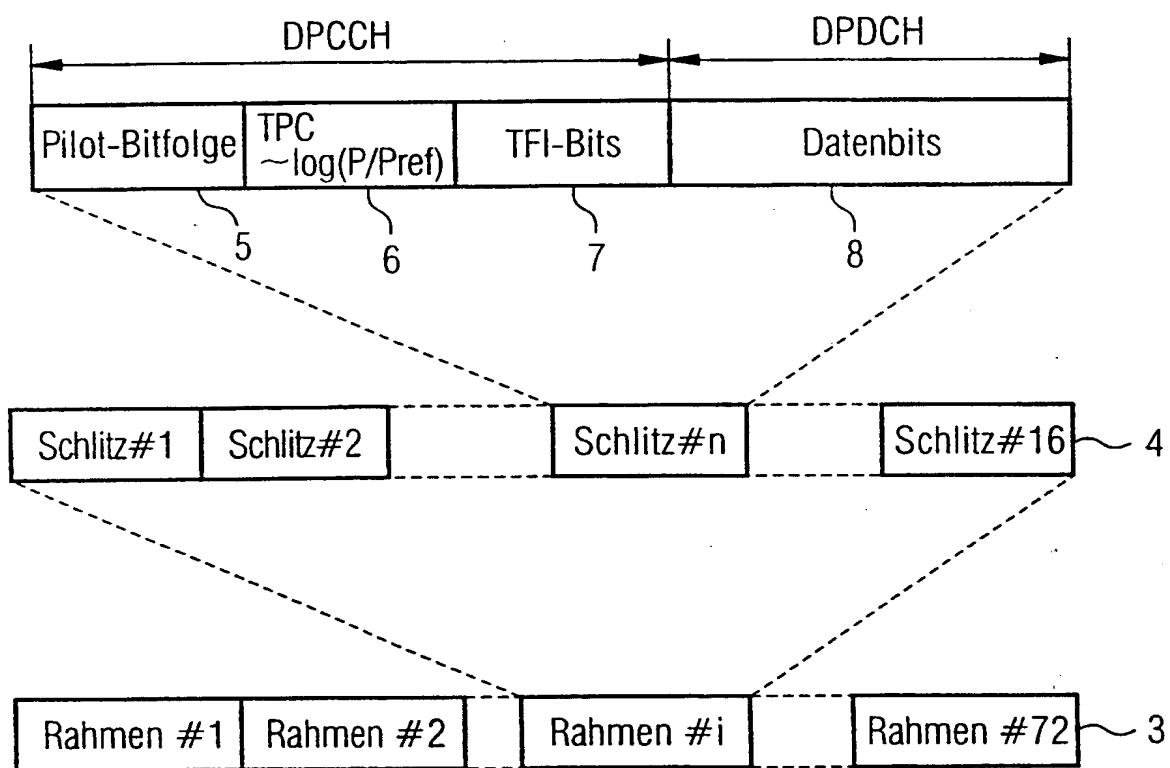 DPCCH DPDCH
Pilot-Bitfolge TPC ~log(P/Pref) TFI-Bits Datenbits
5 6 7 8
Schlitz#1 Schlitz#2 Schlitz#n Schlitz#16 4
Rahmen #1 Rahmen #2 Rahmen #i Rahmen #72 3